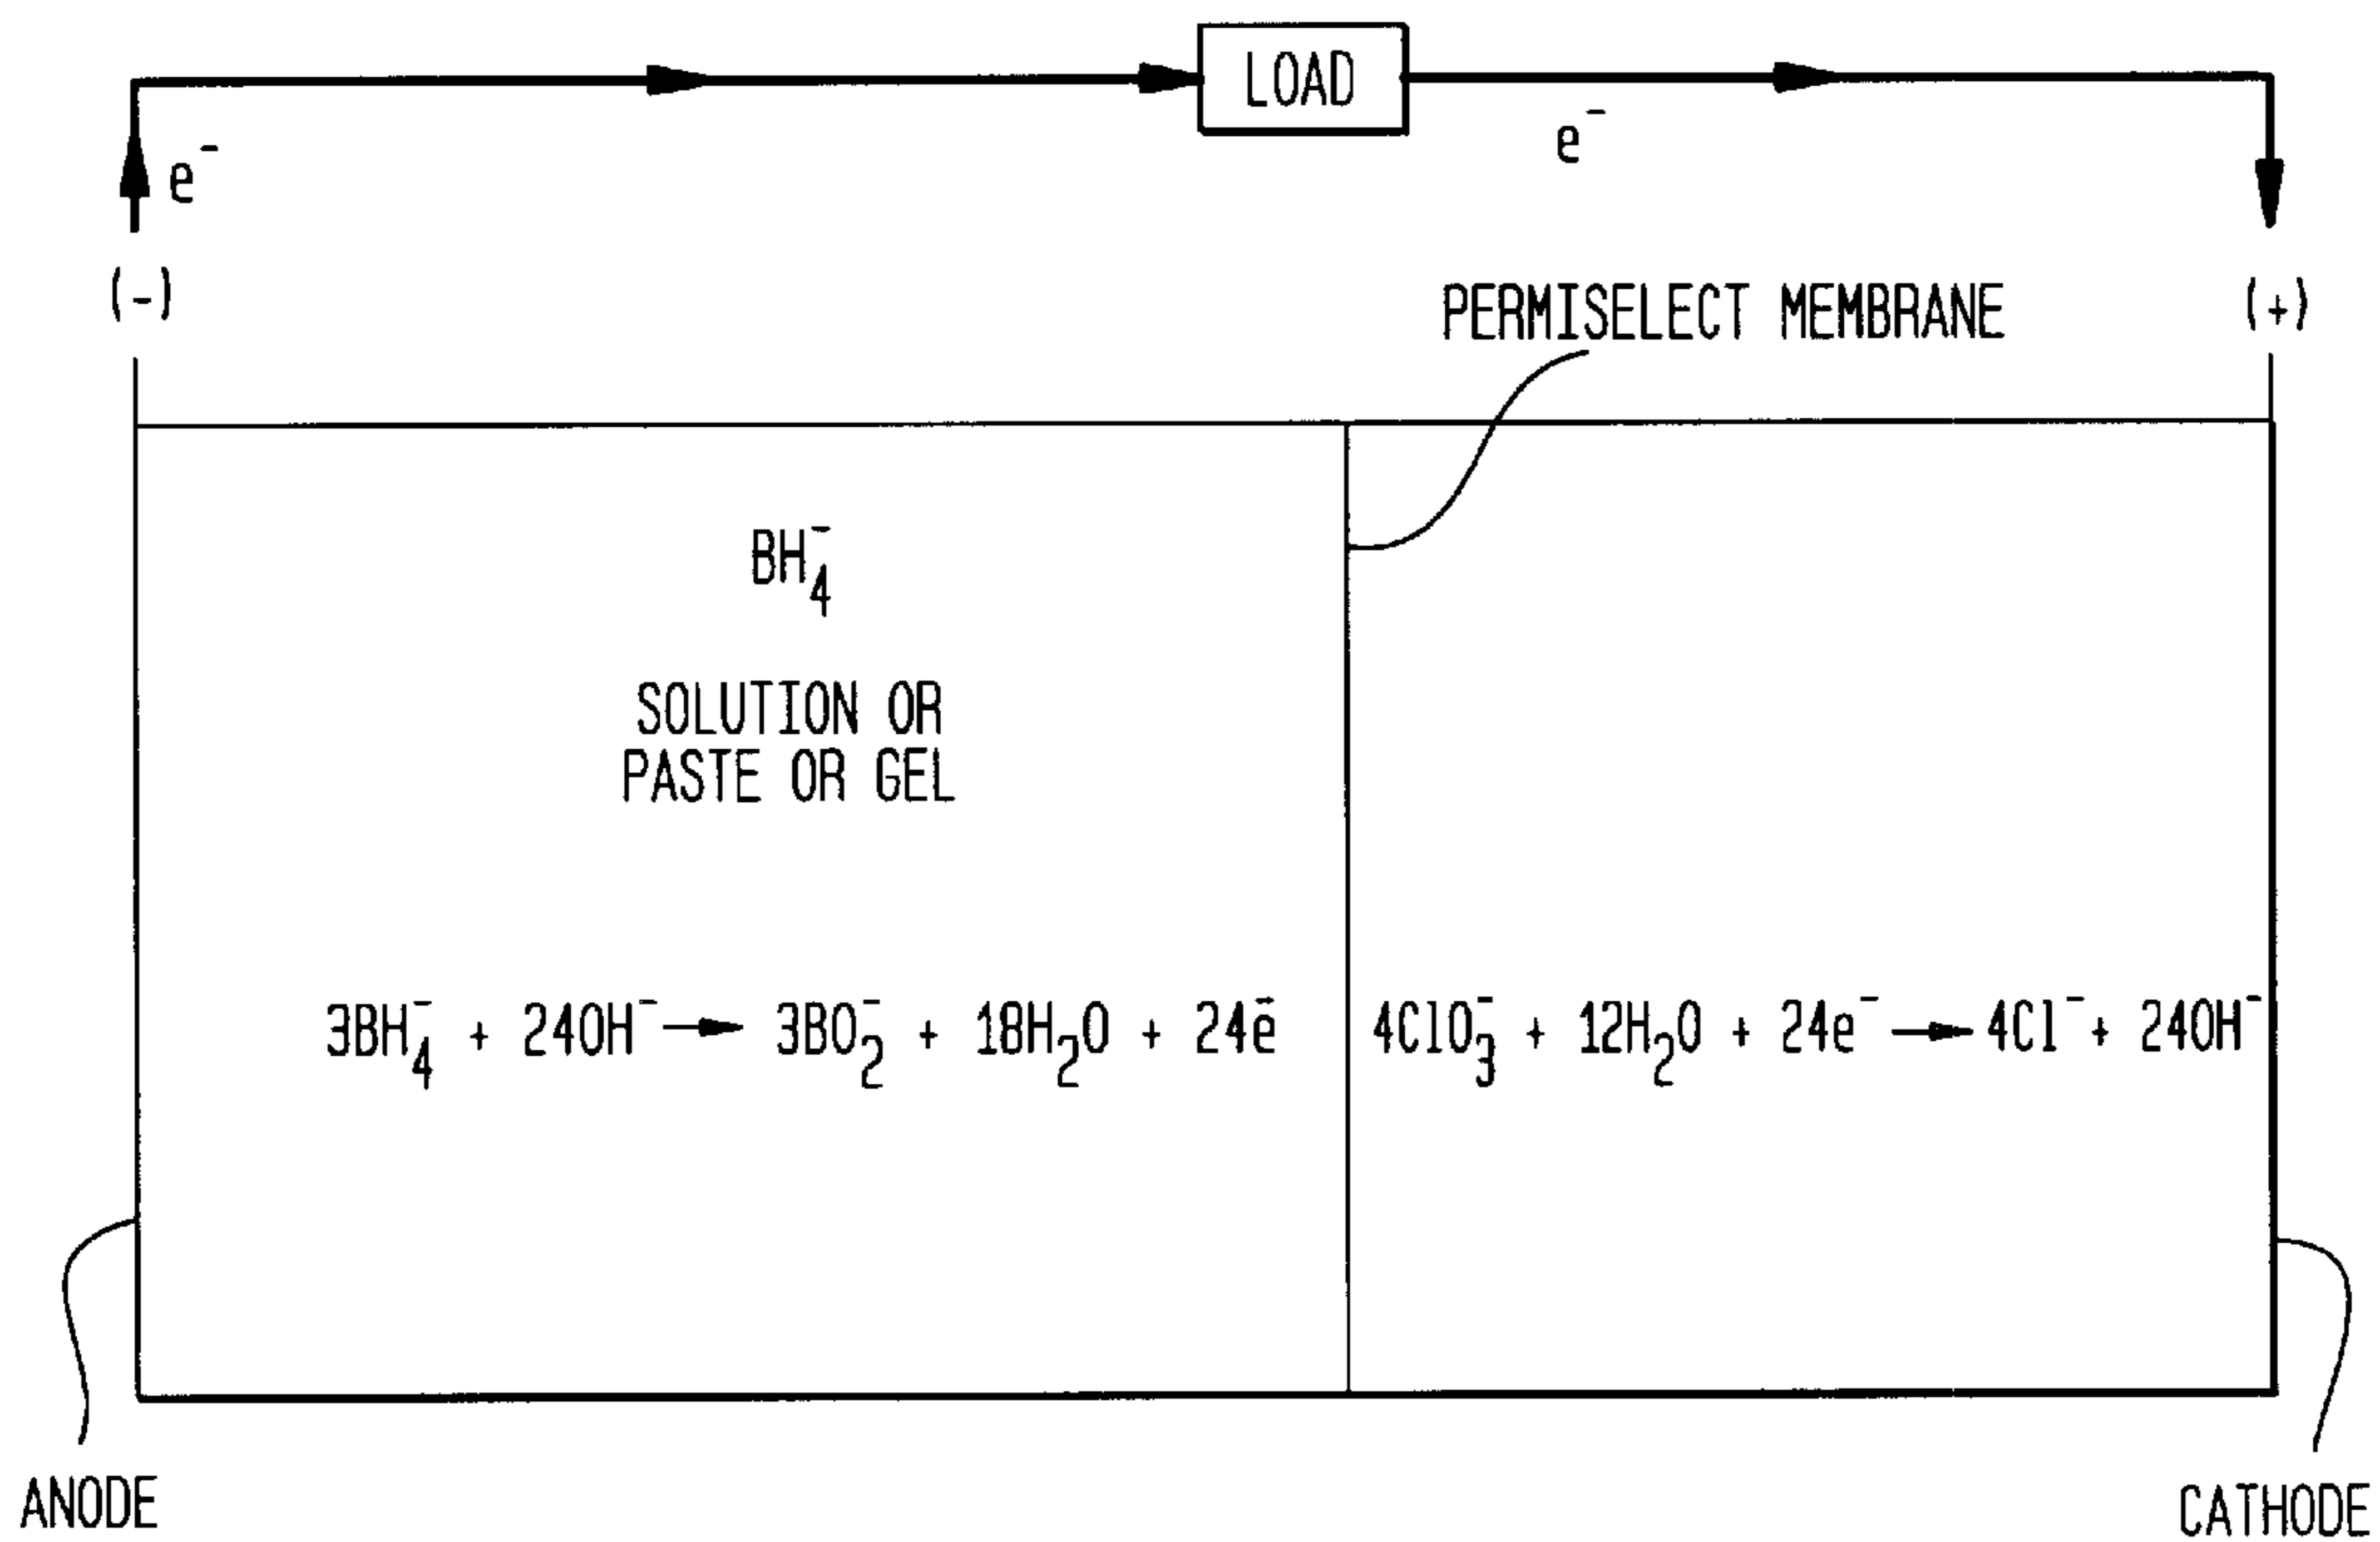 LOAD
e⁻
e⁻
(-)
PERMISELECT MEMBRANE
(+)
BH₄⁻
SOLUTION OR
PASTE OR GEL
3BH₄⁻ + 24OH⁻ → 3BO₂⁻ + 18H₂O + 24e⁻
4ClO₃⁻ + 12H₂O + 24e⁻ → 4Cl⁻ + 24OH⁻
ANODE
CATHODE